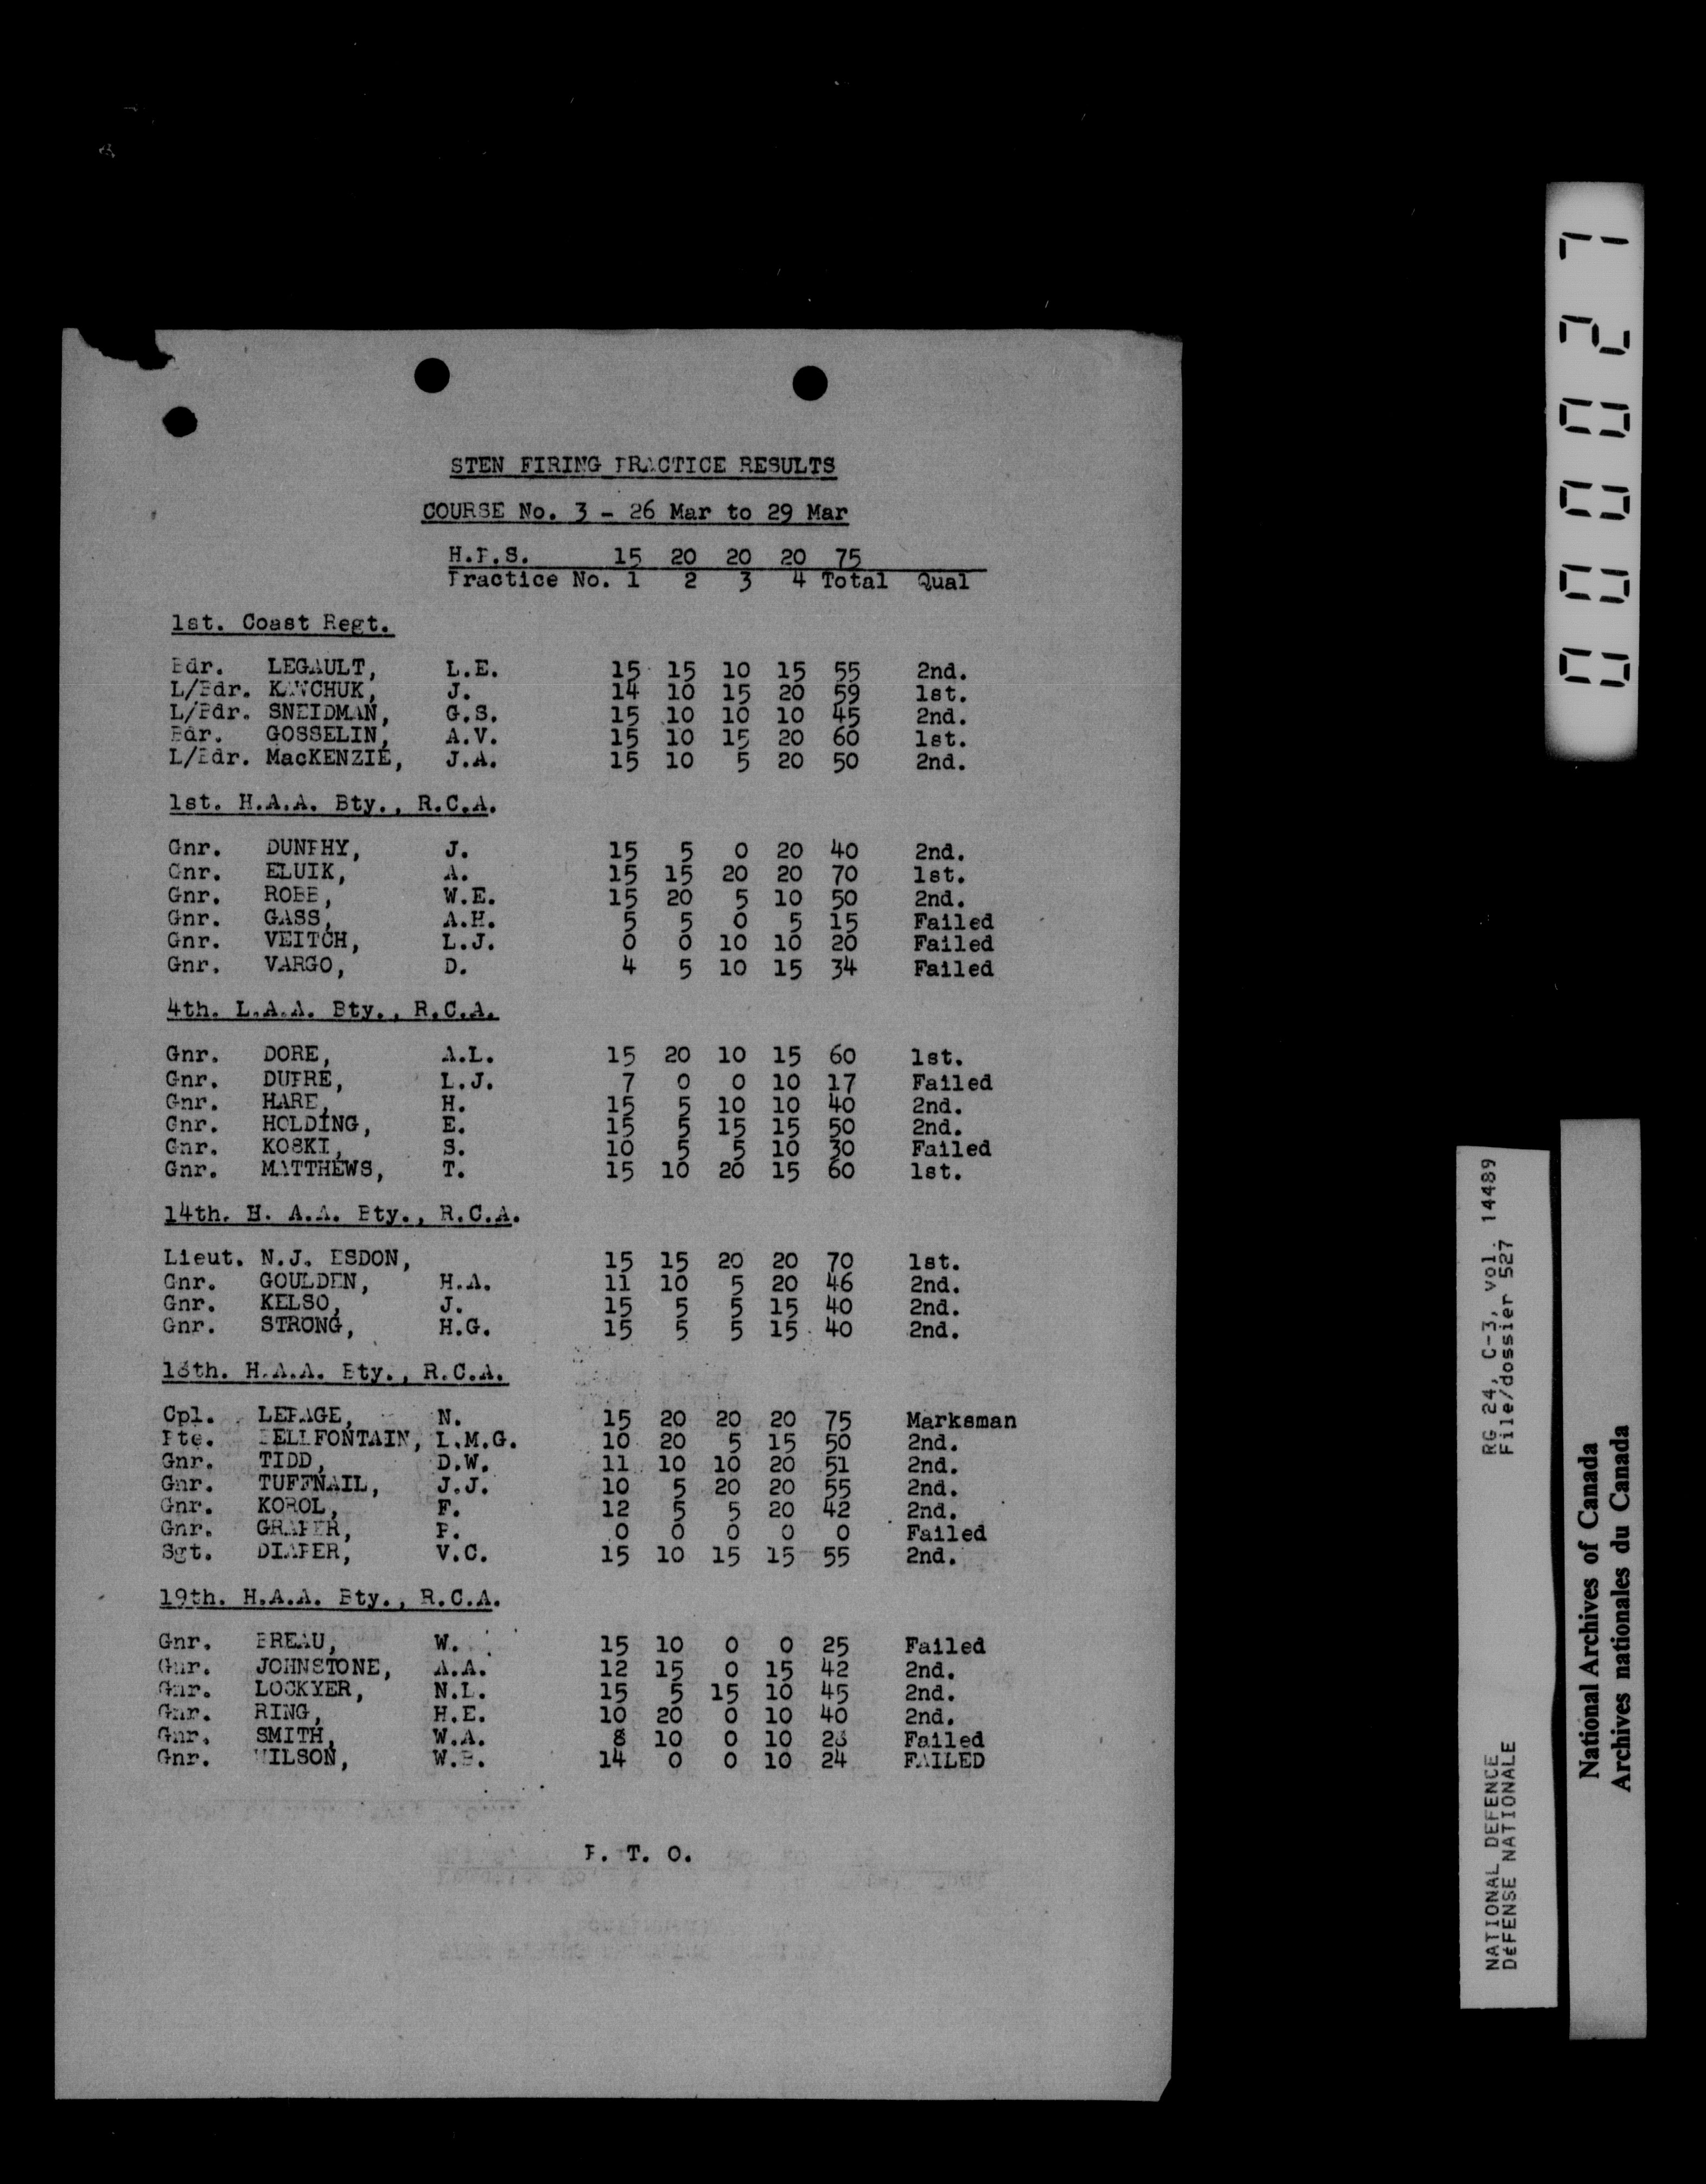 STEN FIRING PRACTICE RESULTS
COURSE No. 3 - 26 Mar to 29 Mar
H.P.S. 15 20 20 20 75
Practice No. 1 2 3 4 Total Qual
1st. Coast Regt.
Bdr. LEGAULT, L.E. 15 15 10 15 55 2nd.
L/Bdr. KAWCHUK, J. 14 10 15 20 59 1st.
L/Bdr. SNEIDMAN, G.S. 15 10 10 10 45 2nd.
Bdr. GOSSELIN, A.V. 15 10 15 20 60 1st.
L/Bdr. MacKENZIE, J.A. 15 10 5 20 50 2nd.
1st. H.A.A. Bty., R.C.A.
Gnr. DUNPHY, J. 15 5 0 20 40 2nd.
Gnr. ELUIK, A. 15 15 20 20 70 1st.
Gnr. ROBB, W.E. 15 20 5 10 50 2nd.
Gnr. GASS, A.H. 5 5 0 5 15 Failed
Gnr. VEITCH, L.J. 0 0 10 10 20 Failed
Gnr. VARGO, D. 4 5 10 15 34 Failed
4th. L.A.A. Bty., R.C.A.
Gnr. DORE, A.L. 15 20 10 15 60 1st.
Gnr. DUPRE, L.J. 7 0 0 10 17 Failed
Gnr. HARE, H. 15 5 10 10 40 2nd.
Gnr. HOLDING, E. 15 5 15 15 50 2nd.
Gnr. KOSKI, S. 10 5 5 10 30 Failed
Gnr. MATTHEWS, T. 15 10 20 15 60 1st.
14th. H. A.A. Bty., R.C.A.
Lieut. N.J. ESDON, 15 15 20 20 70 1st.
Gnr. GOULDEN, H.A. 11 10 5 20 46 2nd.
Gnr. KELSO, J. 15 5 5 15 40 2nd.
Gnr. STRONG, H.G. 15 5 5 15 40 2nd.
18th. H.A.A. Bty., R.C.A.
Cpl. LEPAGE, N. 15 20 20 20 75 Marksman
Pte. BELLFONTAIN, L.M.G. 10 20 5 15 50 2nd.
Gnr. TIDD, D.W. 11 10 10 20 51 2nd.
Gnr. TUFFNAIL, J.J. 10 5 20 20 55 2nd.
Gnr. KOROL, F. 12 5 5 20 42 2nd.
Gnr. P. 0 0 0 0 0 Failed
Sgt. DIAPER, V.C. 15 10 15 15 55 2nd.
19th. H.A.A. Bty., R.C.A.
Gnr. BREAU, W. 15 10 0 0 25 Failed
Gnr. JOHNSTONE, A.A. 12 15 0 15 42 2nd.
Gnr. LOCKYER, N.L. 15 5 15 10 45 2nd.
Gnr. RING, H.E. 10 20 0 10 40 2nd.
Gnr. SMITH, W.A. 8 10 0 10 28 Failed
Gnr. WILSON, W.B. 14 0 0 10 24 FAILED
P. T. O.
000027
RG 24, C-3, vol. 14489
File/dossier 527
NATIONAL DEFENCE
DéFENSE NATIONALE
National Archives of Canada
Archives nationales du Canada